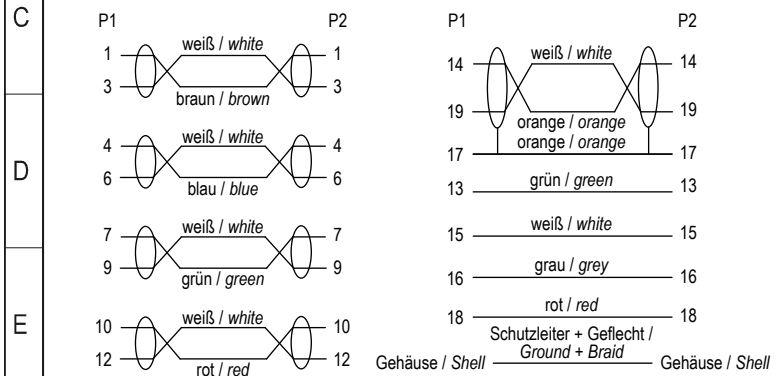 C
D
E
P1 P2
weiß / white
1 1
3 3
braun / brown
weiß / white
4 4
6 6
blau / blue
weiß / white
7 7
9 9
grün / green
weiß / white
10 10
12 12
rot / red
P1 P2
weiß / white
14 14
19 19
orange / orange
orange / orange
17 17
grün / green
13 13
weiß / white
15 15
grau / grey
16 16
rot / red
18 18
Schutzleiter + Geflecht /
Ground + Braid
Gehäuse / Shell Gehäuse / Shell